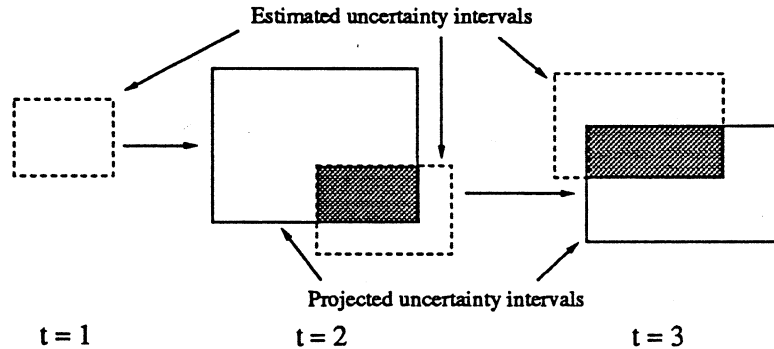 Estimated uncertainty intervals
Projected uncertainty intervals
t = 1
t = 2
t = 3